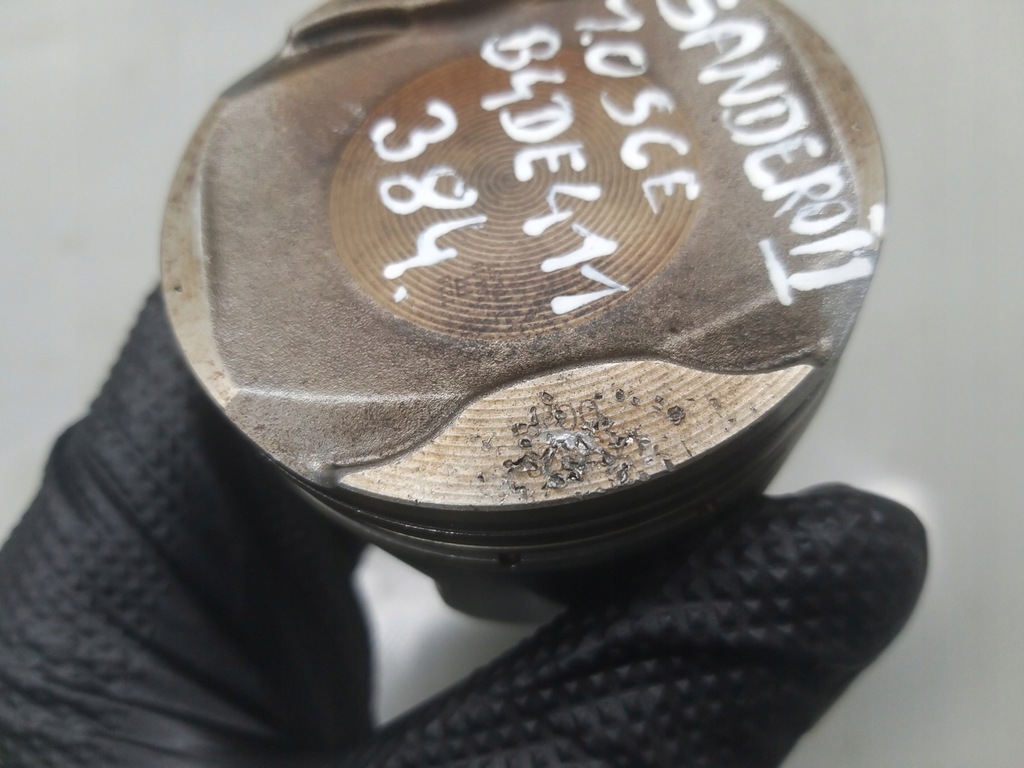 SANDERO II
1.0 SCE
B4DE411
384.